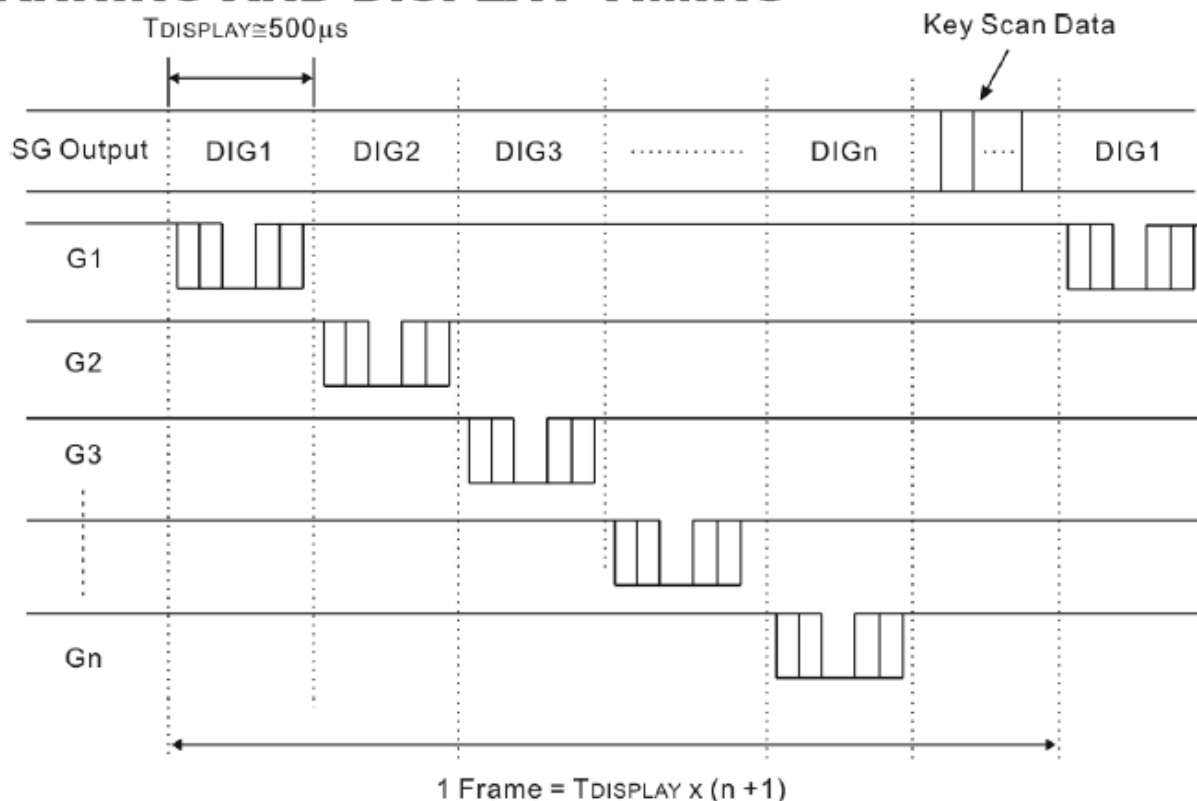 TDISPLAY≅500μs
Key Scan Data
SG Output DIG1 DIG2 DIG3 ............. DIGn .... DIG1
G1
G2
G3
Gn
1 Frame = TDISPLAY x (n +1)